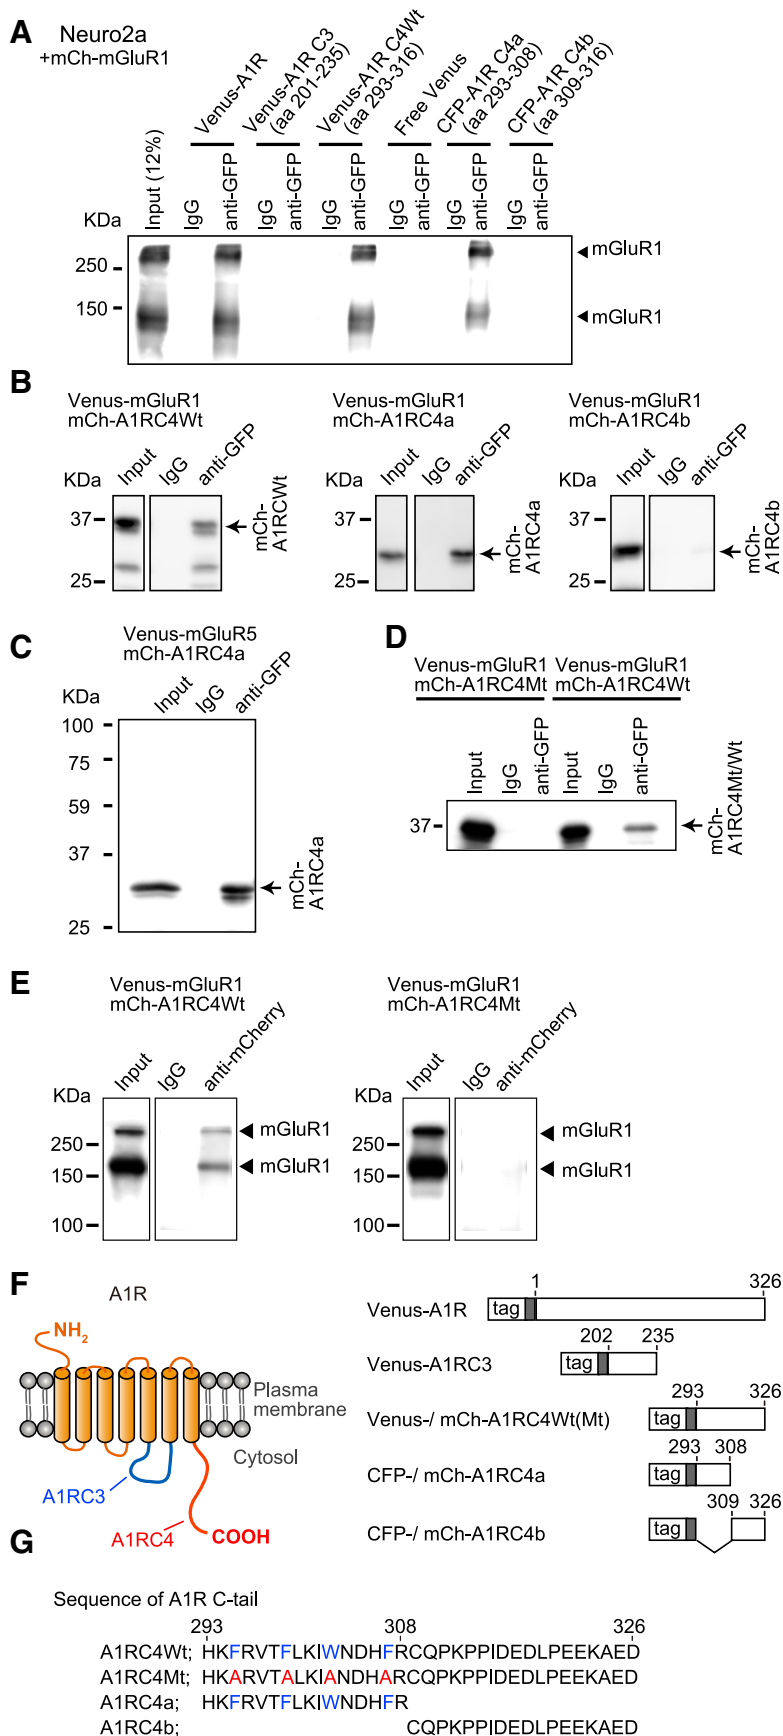 A
Neuro2a
+mCh-mGluR1
Venus-A1R
Venus-A1R C3
(aa 201-235)
Venus-A1R C4Wt
(aa 293-316)
Free Venus
CFP-A1R C4a
(aa 293-308)
CFP-A1R C4b
(aa 309-316)
Input (12%)
IgG
anti-GFP
IgG
anti-GFP
IgG
anti-GFP
IgG
anti-GFP
IgG
anti-GFP
IgG
anti-GFP
KDa
250
150
mGluR1
mGluR1
B
Venus-mGluR1
mCh-A1RC4Wt
KDa
Input
IgG
anti-GFP
37
25
mCh-
A1RCWt
Venus-mGluR1
mCh-A1RC4a
KDa
Input
IgG
anti-GFP
37
25
mCh-
A1RC4a
Venus-mGluR1
mCh-A1RC4b
KDa
Input
IgG
anti-GFP
37
25
mCh-
A1RC4b
C
Venus-mGluR5
mCh-A1RC4a
KDa
Input
IgG
anti-GFP
100
75
59
37
25
mCh-
A1RC4a
D
Venus-mGluR1
mCh-A1RC4Mt
Venus-mGluR1
mCh-A1RC4Wt
Input
IgG
anti-GFP
Input
IgG
anti-GFP
37
mCh-
A1RC4Mt/Wt
E
Venus-mGluR1
mCh-A1RC4Wt
KDa
Input
IgG
anti-mCherry
250
150
100
mGluR1
mGluR1
Venus-mGluR1
mCh-A1RC4Mt
KDa
Input
IgG
anti-mCherry
250
150
100
mGluR1
mGluR1
F
A1R
NH2
Plasma
membrane
Cytosol
A1RC3
A1RC4
COOH
1 326
Venus-A1R tag
202 235
Venus-A1RC3 tag
293 326
Venus-/ mCh-A1RC4Wt(Mt) tag
293 308
CFP-/ mCh-A1RC4a tag
309 326
CFP-/ mCh-A1RC4b tag
G
Sequence of A1R C-tail
293 308 326
A1RC4Wt; HKFRVTFLKIWNDHFRCQPKPPIDEDLPEEKAED
A1RC4Mt; HKARVTALKIANDHARCQPKPPIDEDLPEEKAED
A1RC4a; HKFRVTFLKIWNDHFR
A1RC4b; CQPKPPIDEDLPEEKAED